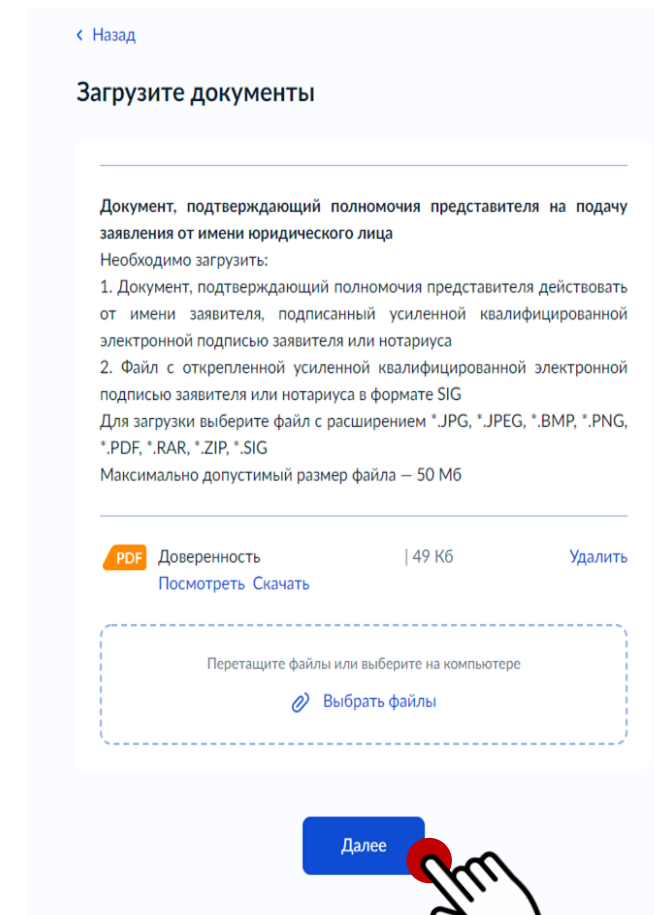 Назад
Загрузите документы
Документ, подтверждающий полномочия представителя на подачу
заявления от имени юридического лица
Необходимо загрузить:
1. Документ, подтверждающий полномочия представителя действовать
от имени заявителя, подписанный усиленной квалифицированной
электронной подписью заявителя или нотариуса
2. Файл с открепленной усиленной квалифицированной электронной
подписью заявителя или нотариуса в формате SIG
Для загрузки выберите файл с расширением *.JPG, *.JPEG, *.BMP, *.PNG,
*.PDF, *.RAR, *.ZIP, *.SIG
Максимально допустимый размер файла — 50 Мб
PDF Доверенность | 49 Кб Удалить
Посмотреть Скачать
Перетащите файлы или выберите на компьютере
Выбрать файлы
Далее